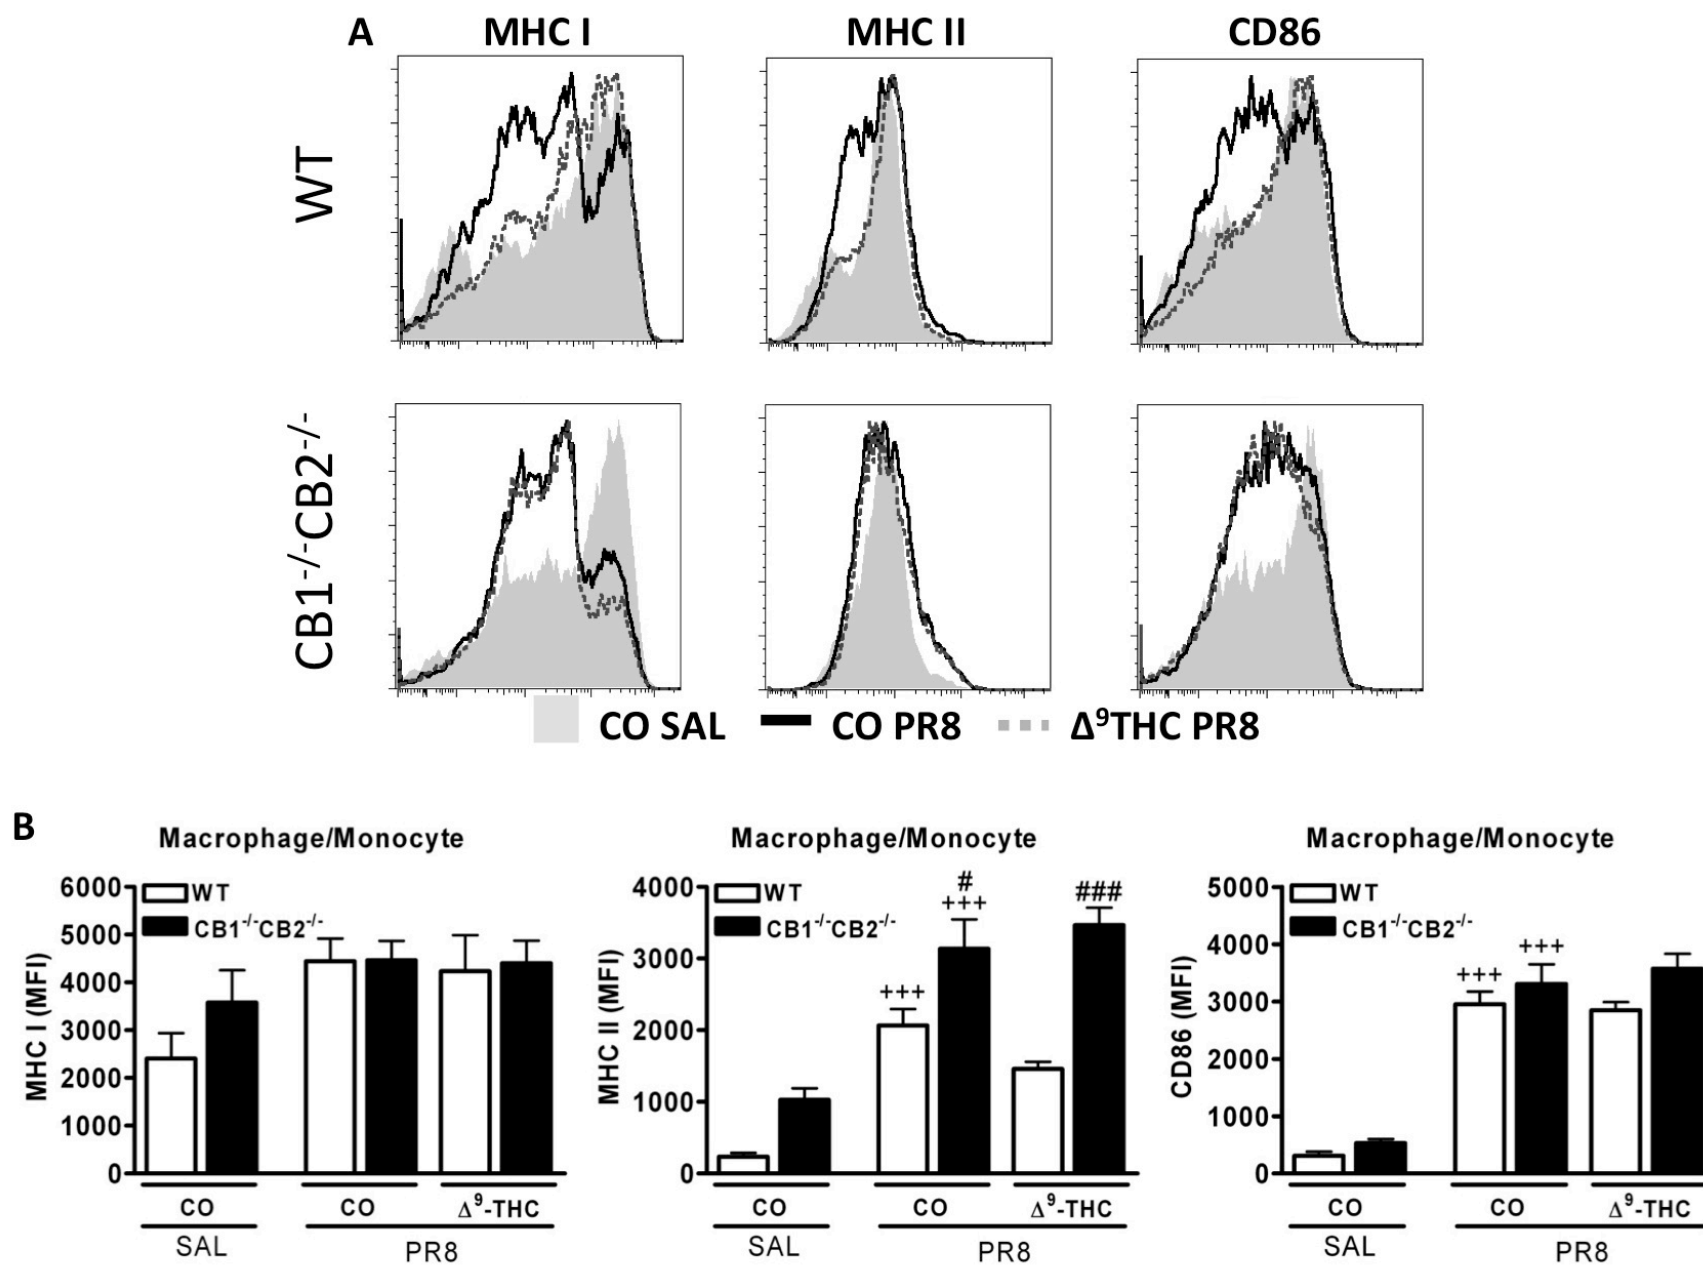 A
MHC I
MHC II
CD86
WT
CB1-/-CB2-/-
CO SAL
CO PR8
Δ⁹THC PR8
B
Macrophage/Monocyte
MHC I (MFI)
6000
5000
4000
3000
2000
1000
0
WT
CB1-/-CB2-/-
CO
CO
Δ⁹-THC
SAL
PR8
Macrophage/Monocyte
MHC II (MFI)
4000
3000
2000
1000
0
WT
CB1-/-CB2-/-
+++
#
+++
###
CO
CO
Δ⁹-THC
SAL
PR8
Macrophage/Monocyte
CD86 (MFI)
5000
4000
3000
2000
1000
0
WT
CB1-/-CB2-/-
+++
+++
CO
CO
Δ⁹-THC
SAL
PR8